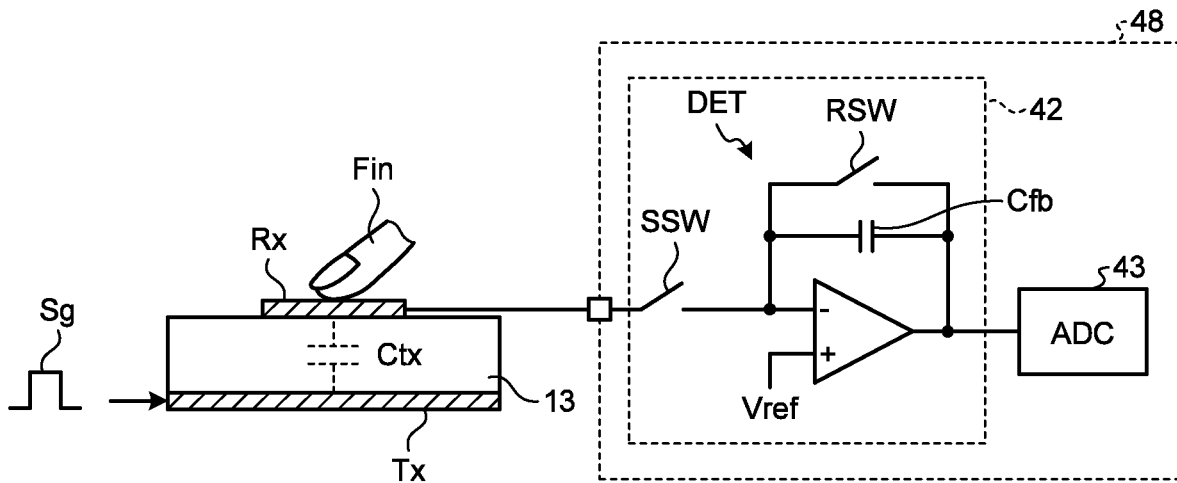 48
DET
RSW
42
Fin
Cfb
SSW
Rx
43
Sg
-
ADC
Ctx
+
13
Vref
Tx